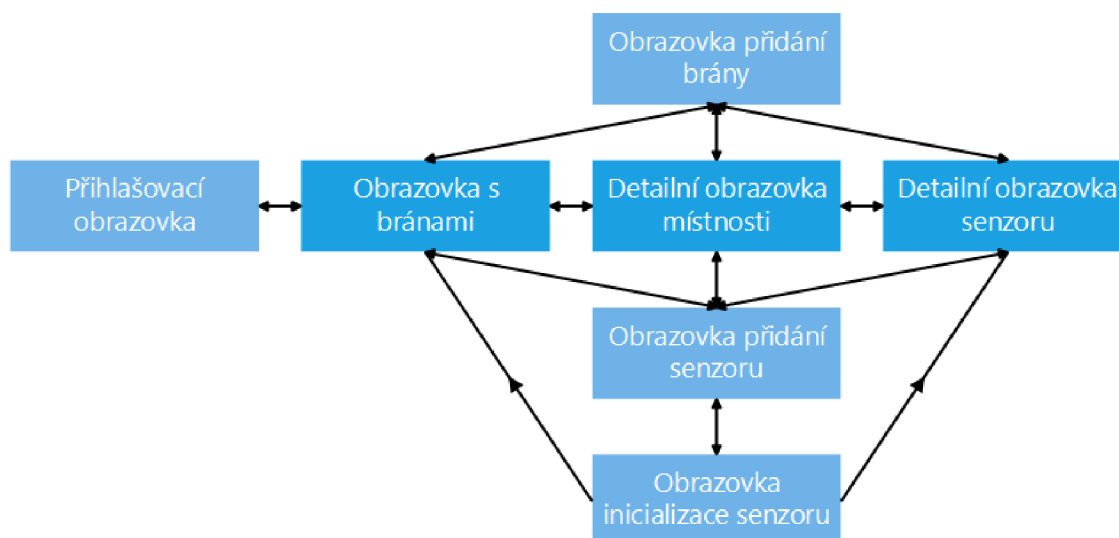 Obrazovka přidání
brány
Přihlašovací
obrazovka
Obrazovka s
bránami
Detailní obrazovka
místnosti
Detailní obrazovka
senzoru
Obrazovka přidání
senzoru
Obrazovka
inicializace senzoru